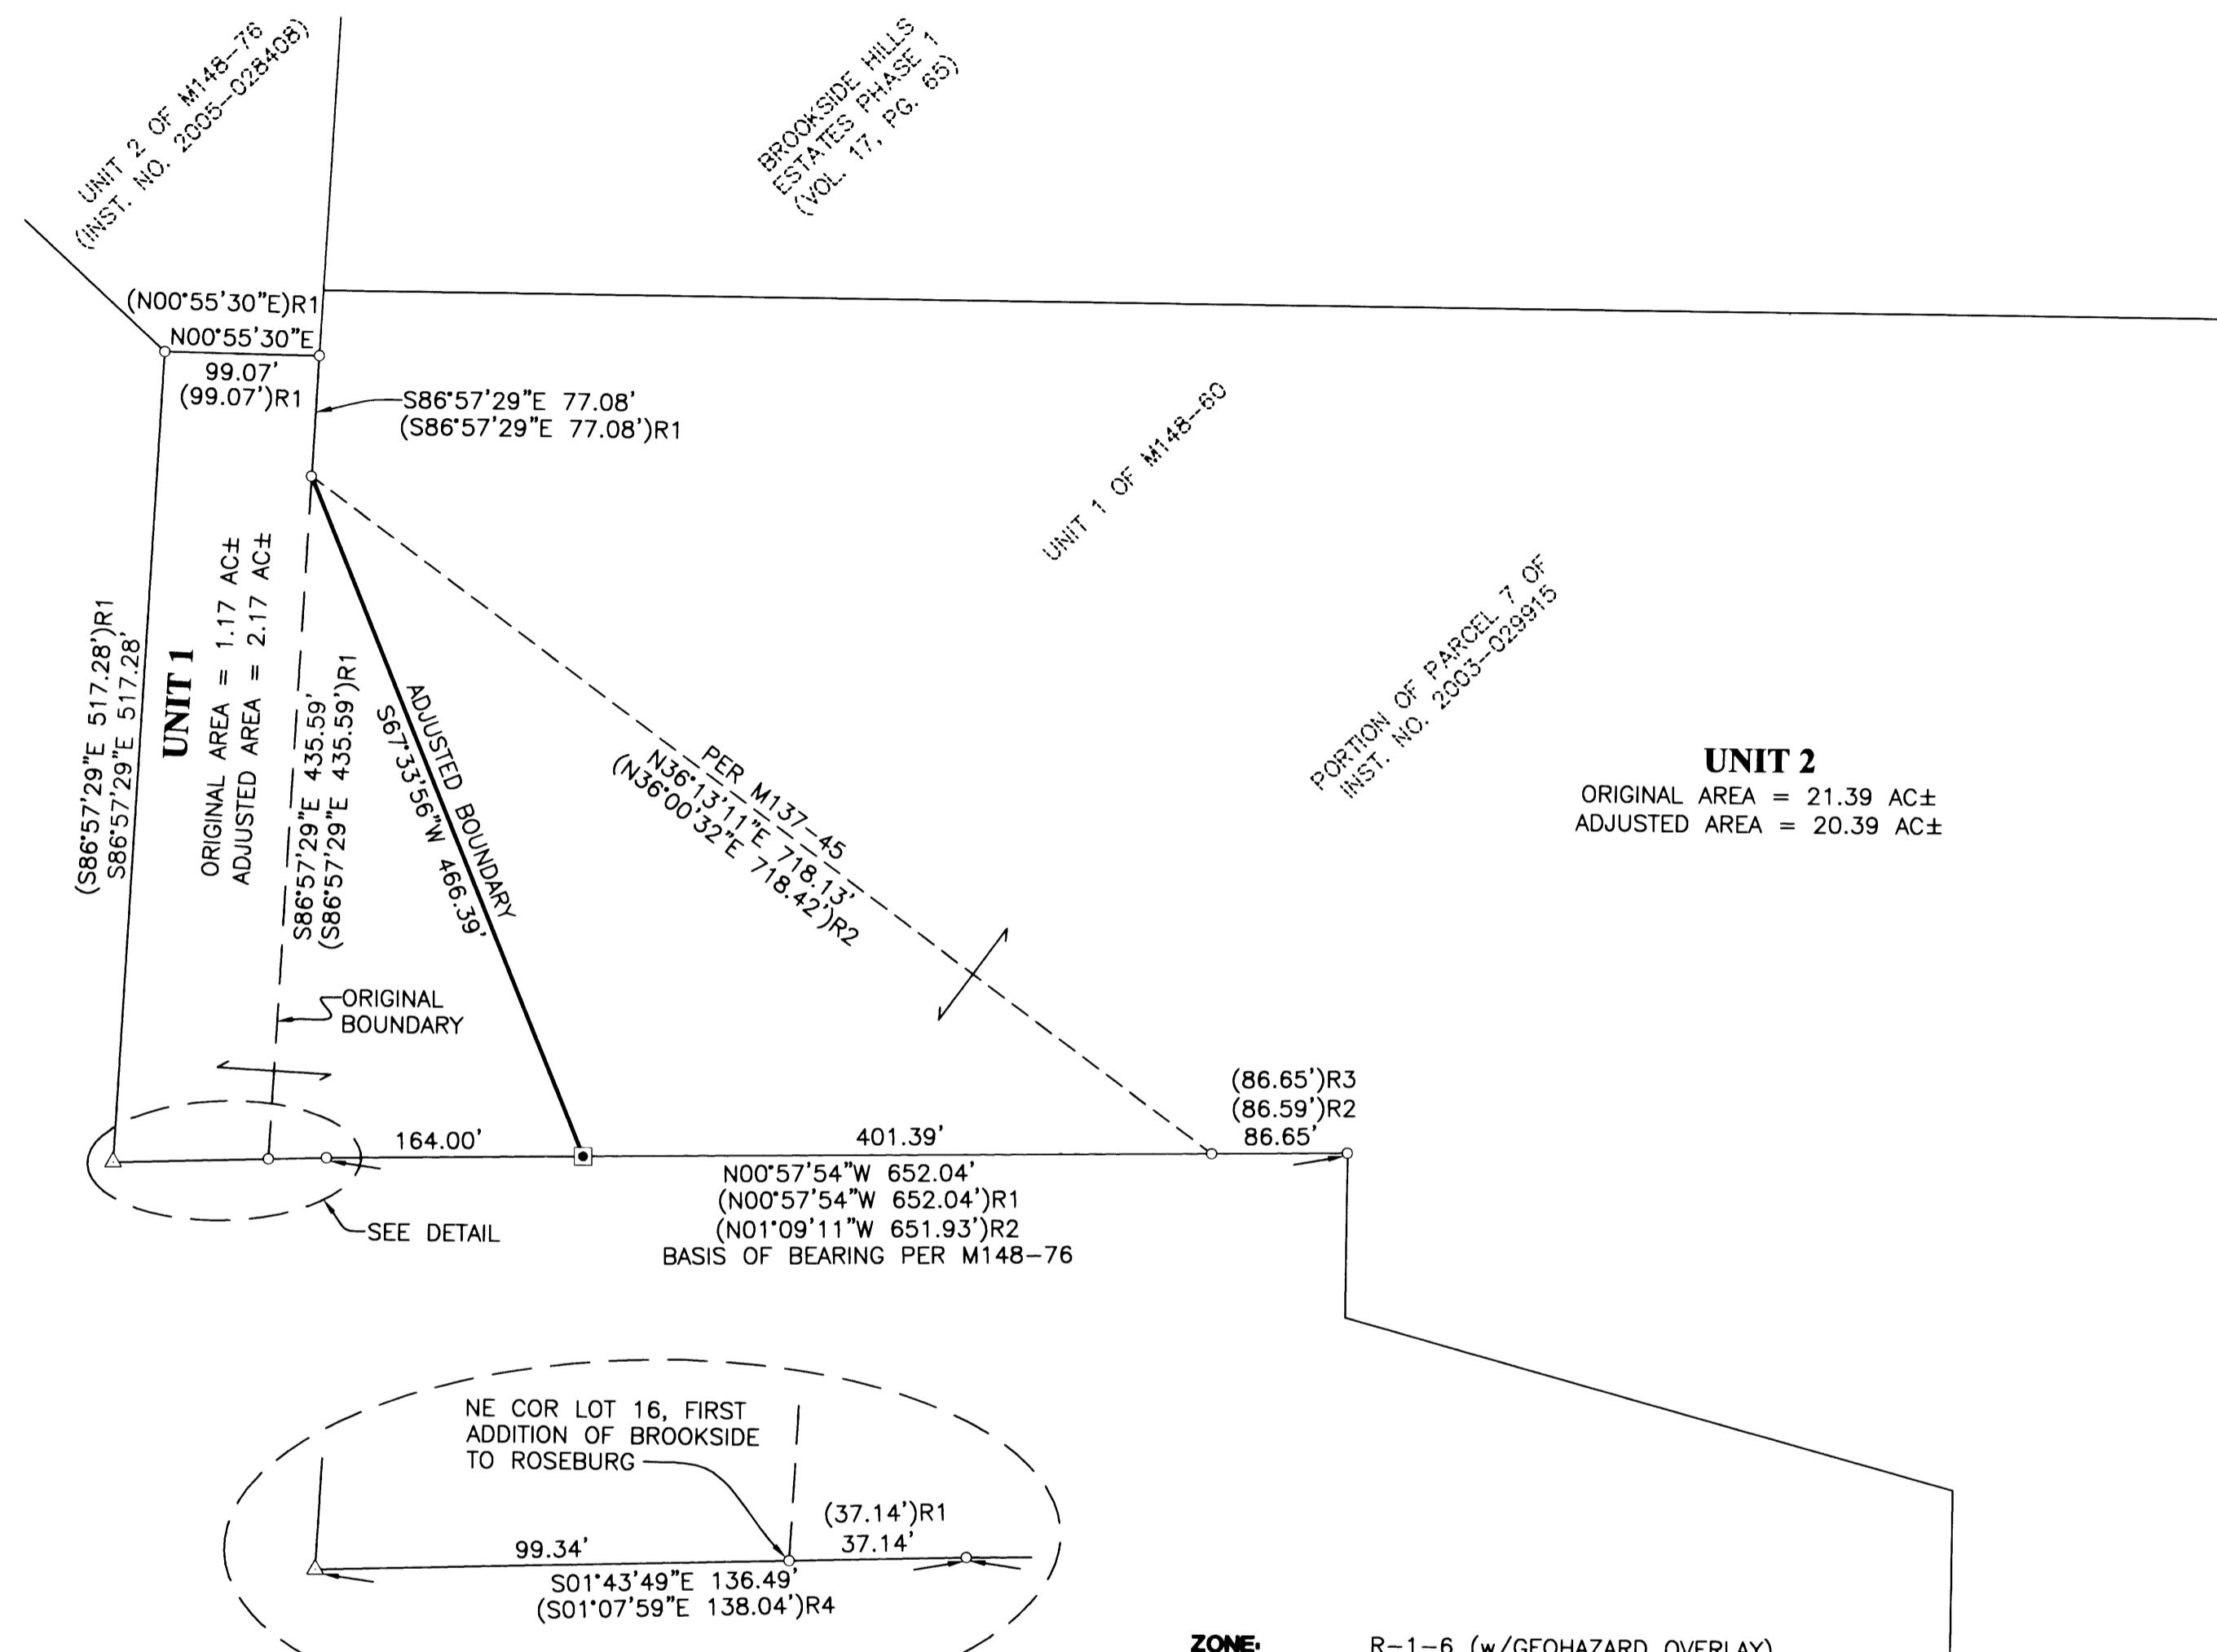 UNIT 2 OF M148-76
(INST. NO. 2005-028408)
BROOKSIDE HILLS
ESTATES PHASE 1
(VOL. 17, PG. 65)
(N00°55'30"E)R1
N00°55'30"E
99.07'
(99.07')R1
S86°57'29"E 77.08'
(S86°57'29"E 77.08')R1
UNIT 1 OF M148-60
PORTION OF PARCEL 7 OF
INST. NO. 2003-029915
(S86°57'29"E 517.28')R1
S86°57'29"E 517.28'
UNIT 1
ORIGINAL AREA = 1.17 AC±
ADJUSTED AREA = 2.17 AC±
S86°57'29"E 435.59'
(S86°57'29"E 435.59')R1
ADJUSTED BOUNDARY
S67°33'56"W 466.39'
PER M137-45
N36°13'11"E 718.13'
(N36°00'32"E 718.42')R2
UNIT 2
ORIGINAL AREA = 21.39 AC±
ADJUSTED AREA = 20.39 AC±
ORIGINAL
BOUNDARY
(86.65')R3
(86.59')R2
86.65'
164.00'
401.39'
N00°57'54"W 652.04'
(N00°57'54"W 652.04')R1
(N01°09'11"W 651.93')R2
BASIS OF BEARING PER M148-76
SEE DETAIL
NE COR LOT 16, FIRST
ADDITION OF BROOKSIDE
TO ROSEBURG
(37.14')R1
37.14'
99.34'
S01°43'49"E 136.49'
(S01°07'59"E 138.04')R4
ZONE: R-1-6 (w/GEOHAZARD OVERLAY)